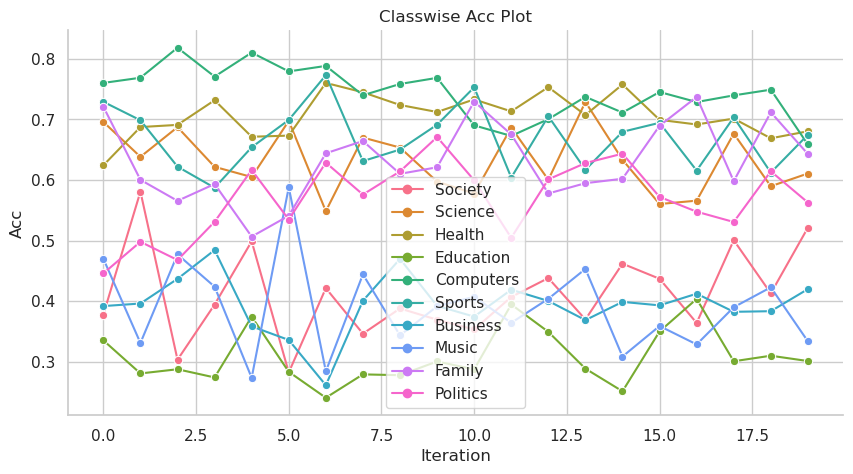 Classwise Acc Plot
Acc
0.8
0.7
0.6
0.5
0.4
0.3
Society
Science
Health
Education
Computers
Sports
Business
Music
Family
Politics
0.0 2.5 5.0 7.5 10.0 12.5 15.0 17.5
Iteration